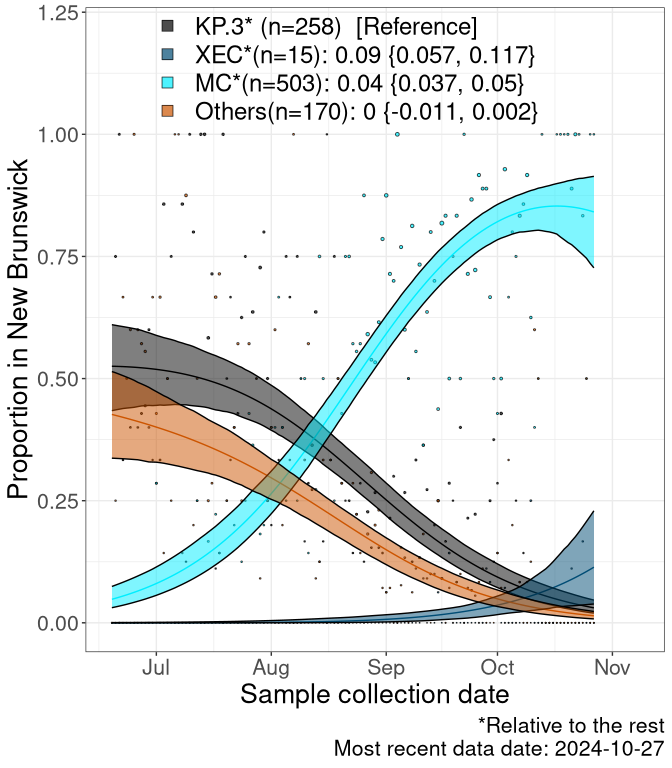 1.25
KP.3* (n=258) [Reference]
XEC*(n=15): 0.09 {0.057, 0.117}
MC*(n=503): 0.04 {0.037, 0.05}
Others(n=170): 0 {-0.011, 0.002}
1.00
0.75
0.50
0.25
0.00
Proportion in New Brunswick
Jul Aug Sep Oct Nov
Sample collection date
*Relative to the rest
Most recent data date: 2024-10-27